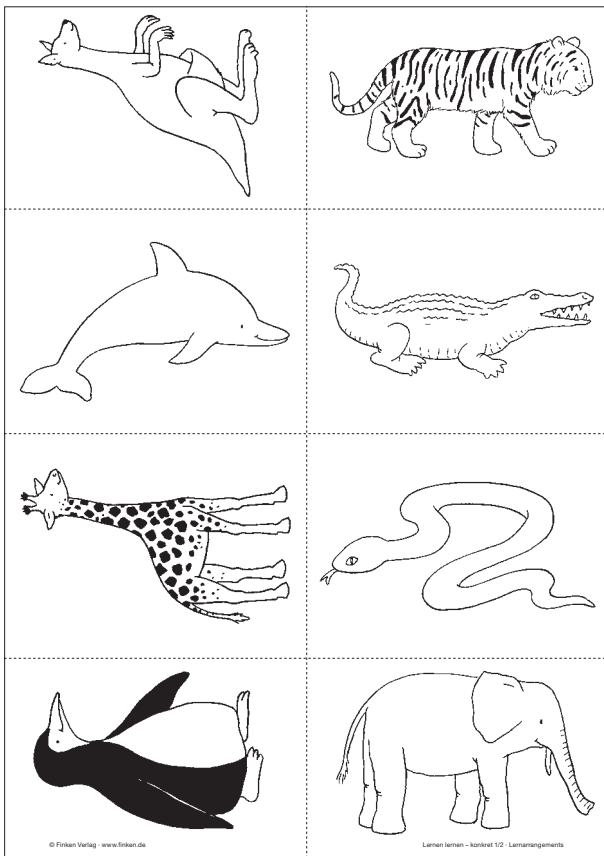 © Finken Verlag · www.finken.de
Lernen lernen – konkret 1/2 · Lernarrangements